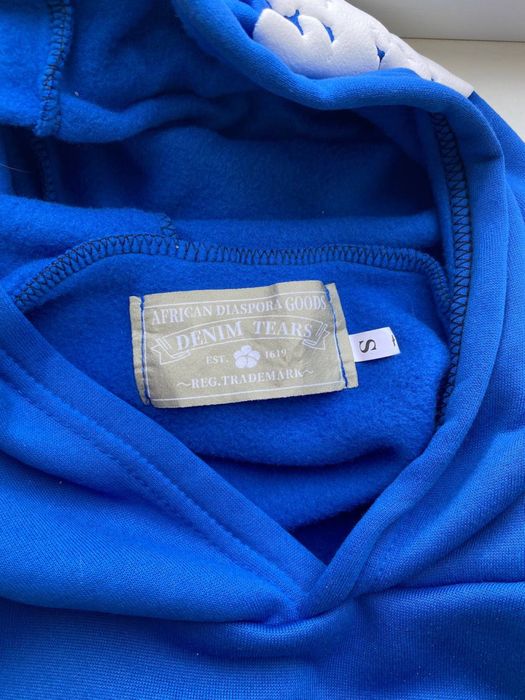 AFRICAN DIASPORA GOODS
DENIM TEARS
EST. 1619
~REG.TRADEMARK~
S